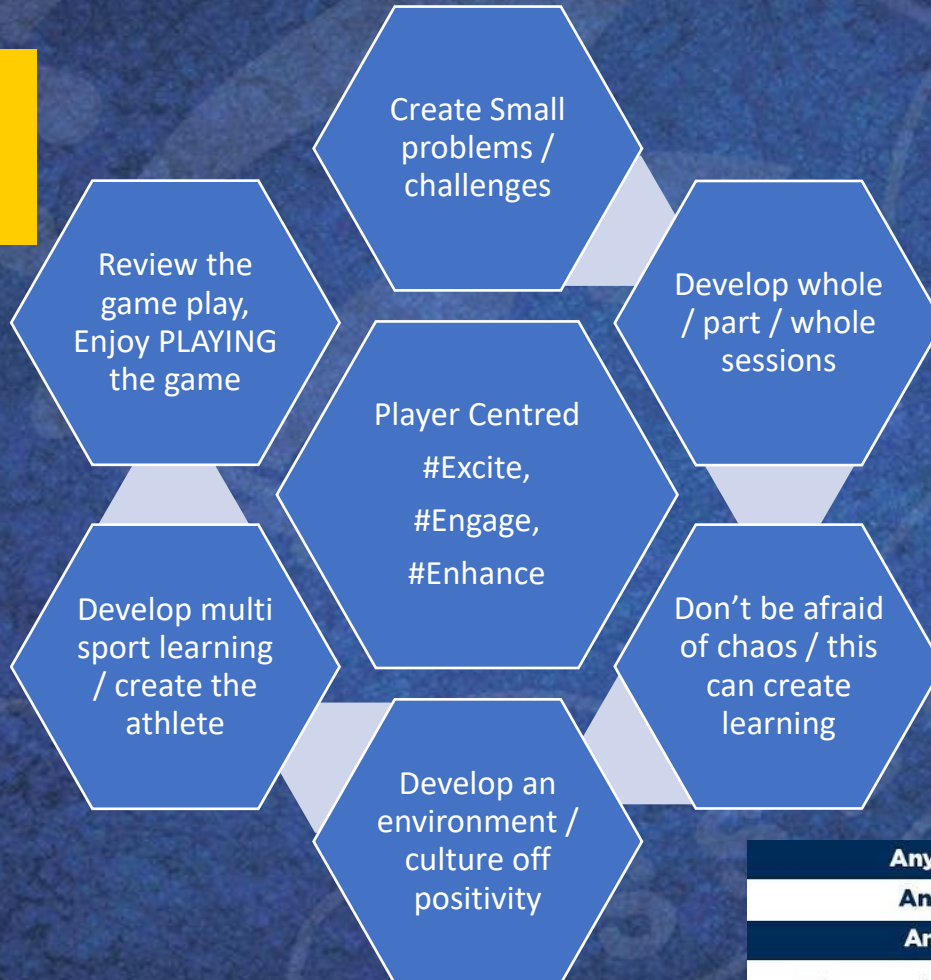 Create Small
problems /
challenges
Develop whole
/ part / whole
sessions
Don’t be afraid
of chaos / this
can create
learning
Develop an
environment /
culture off
positivity
Develop multi
sport learning
/ create the
athlete
Review the
game play,
Enjoy PLAYING
the game
Player Centred
#Excite,
#Engage,
#Enhance